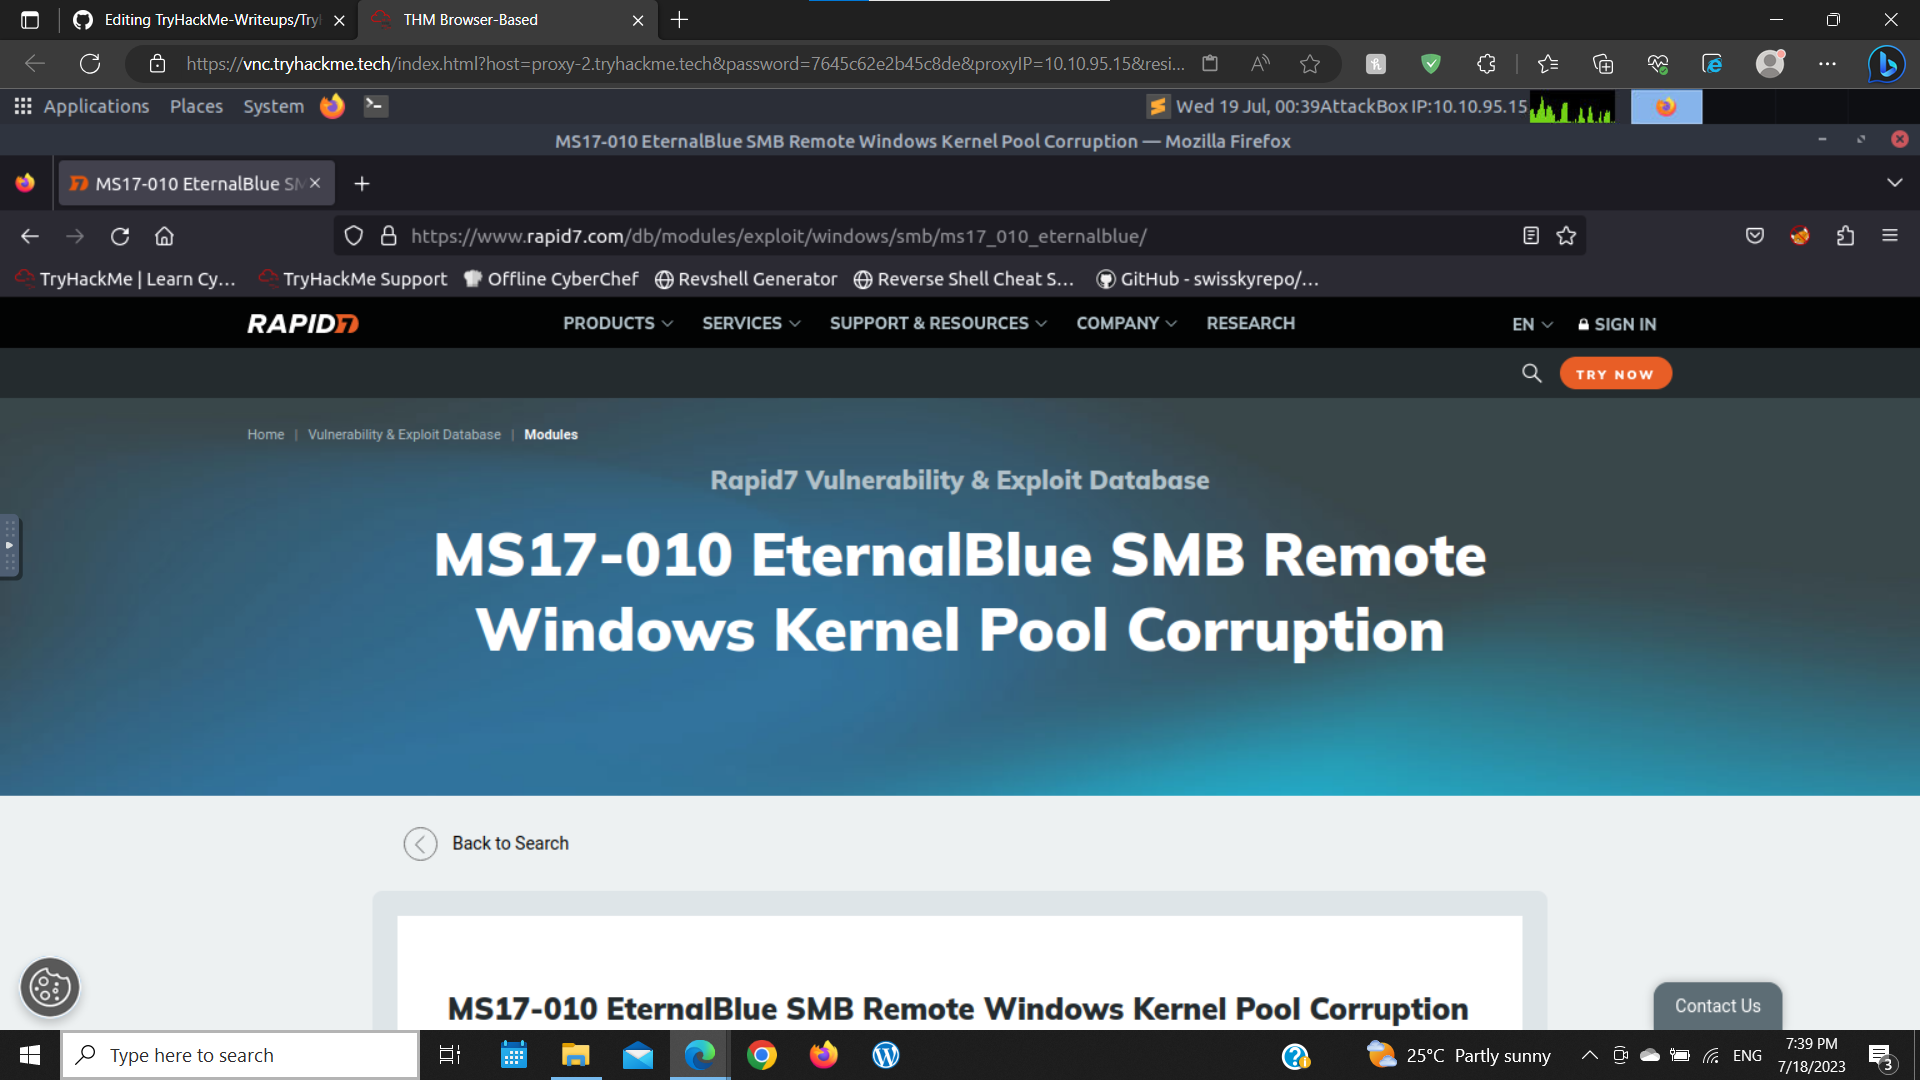 Editing TryHackMe-Writeups/Try
THM Browser-Based
https://vnc.tryhackme.tech/index.html?host=proxy-2.tryhackme.tech&password=7645c62e2b45c8de&proxyIP=10.10.95.15&resi...
Applications Places System
Wed 19 Jul, 00:39 AttackBox IP:10.10.95.15
MS17-010 EternalBlue SMB Remote Windows Kernel Pool Corruption — Mozilla Firefox
MS17-010 EternalBlue SM
https://www.rapid7.com/db/modules/exploit/windows/smb/ms17_010_eternalblue/
TryHackMe | Learn Cy... TryHackMe Support Offline CyberChef Revshell Generator Reverse Shell Cheat S... GitHub - swisskyrepo/...
RAPID7 PRODUCTS SERVICES SUPPORT & RESOURCES COMPANY RESEARCH EN SIGN IN
TRY NOW
Home | Vulnerability & Exploit Database | Modules
Rapid7 Vulnerability & Exploit Database
MS17-010 EternalBlue SMB Remote
Windows Kernel Pool Corruption
Back to Search
MS17-010 EternalBlue SMB Remote Windows Kernel Pool Corruption
Contact Us
Type here to search
25°C Partly sunny
ENG
7:39 PM
7/18/2023
3